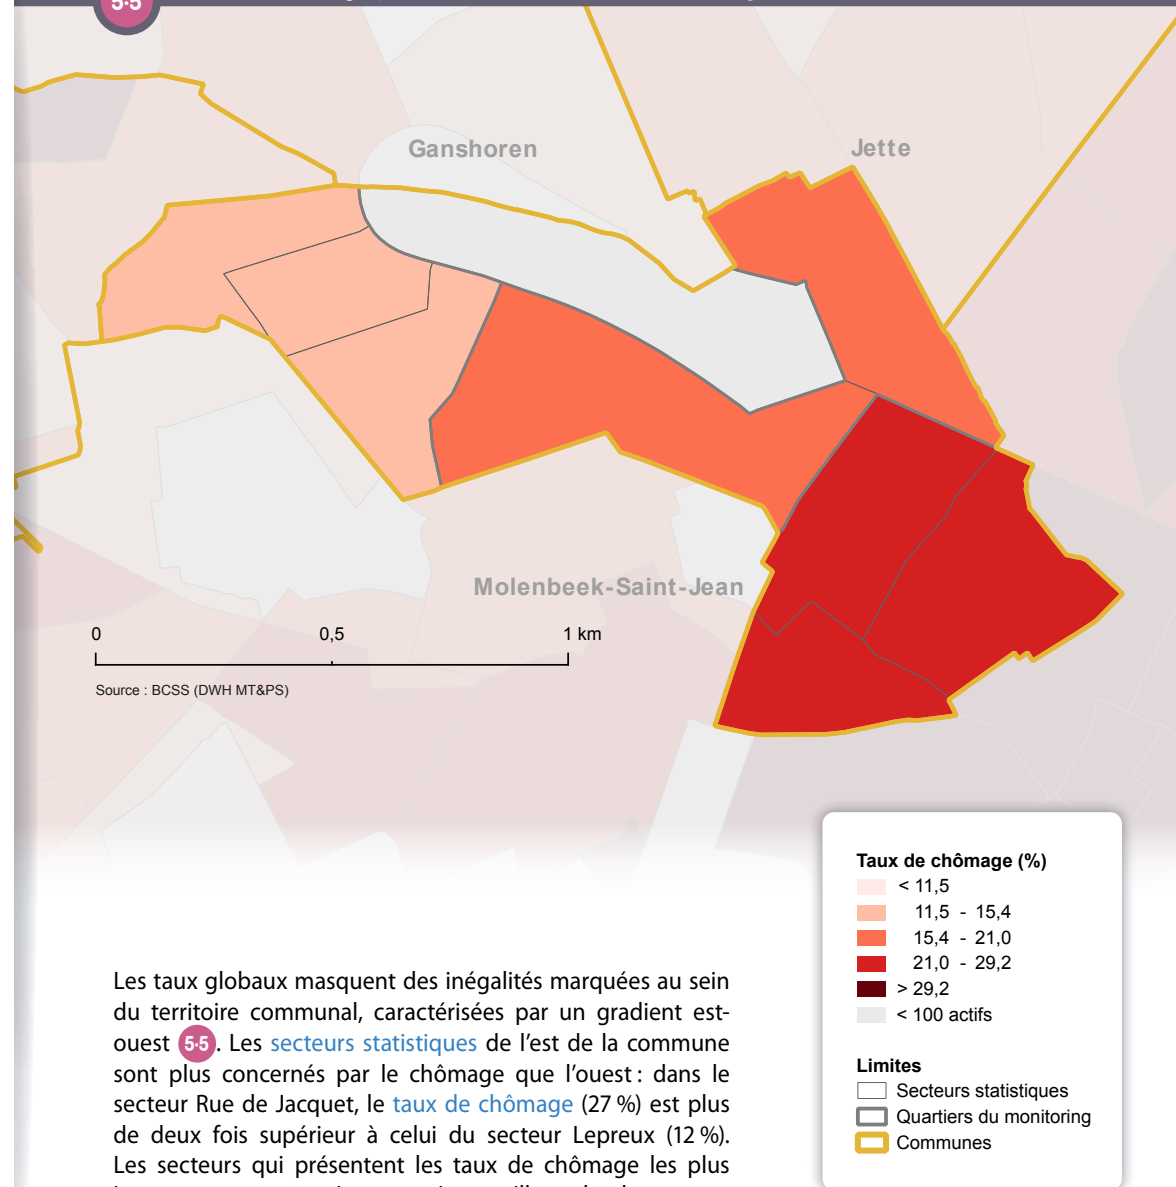 5·5
Ganshoren
Jette
Molenbeek-Saint-Jean
0 0,5 1 km
Source : BCSS (DWH MT&PS)
Taux de chômage (%)
< 11,5
11,5 - 15,4
15,4 - 21,0
21,0 - 29,2
> 29,2
< 100 actifs
Limites
Secteurs statistiques
Quartiers du monitoring
Communes
Les taux globaux masquent des inégalités marquées au sein
du territoire communal, caractérisées par un gradient est-
ouest 5·5. Les secteurs statistiques de l'est de la commune
sont plus concernés par le chômage que l'ouest : dans le
secteur Rue de Jacquet, le taux de chômage (27 %) est plus
de deux fois supérieur à celui du secteur Lepreux (12 %).
Les secteurs qui présentent les taux de chômage les plus